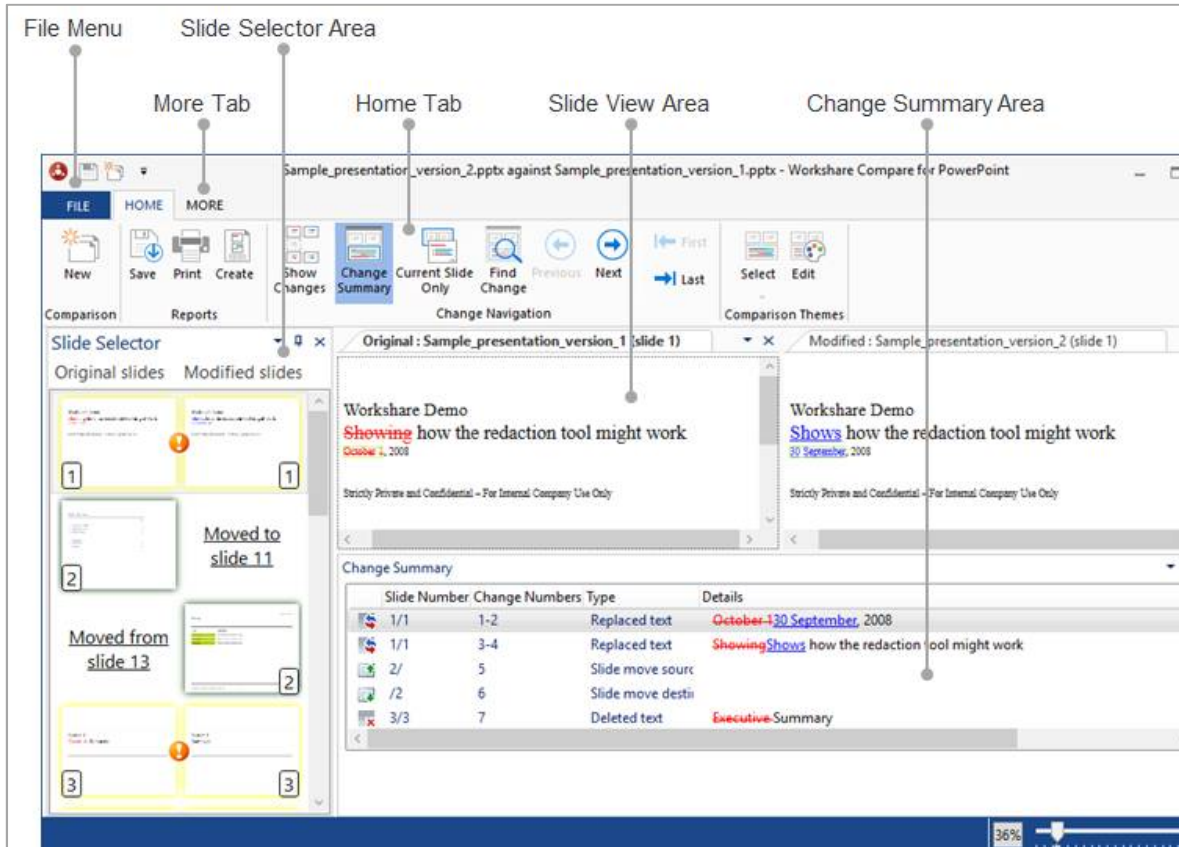 File Menu
Slide Selector Area
More Tab
Home Tab
Slide View Area
Change Summary Area
Sample_presentation_version_2.pptx against Sample_presentation_version_1.pptx - Workshare Compare for PowerPoint
FILE HOME MORE
New
Save
Print
Create
Show Changes
Change Summary
Current Slide Only
Find Change
Previous
Next
First
Last
Select
Edit
Comparison
Reports
Change Navigation
Comparison Themes
Slide Selector
Original slides Modified slides
1
1
2
Moved to
slide 11
Moved from
slide 13
2
3
3
Original : Sample_presentation_version_1 (slide 1)
Workshare Demo
Showing how the redaction tool might work
October 1, 2008
Strictly Private and Confidential – For Internal Company Use Only
Modified : Sample_presentation_version_2 (slide 1)
Workshare Demo
Shows how the redaction tool might work
30 September, 2008
Strictly Private and Confidential – For Internal Company Use Only
Change Summary
Slide Number Change Numbers Type Details
1/1 1-2 Replaced text October 130 September, 2008
1/1 3-4 Replaced text ShowingShows how the redaction tool might work
2/ 5 Slide move sourc
/2 6 Slide move destin
3/3 7 Deleted text Executive Summary
36%